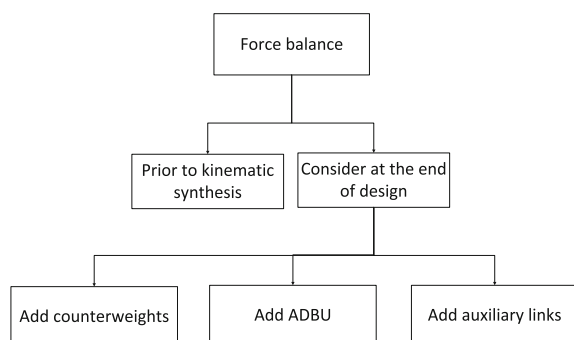 Force balance
Prior to kinematic
synthesis
Consider at the end
of design
Add counterweights
Add ADBU
Add auxiliary links